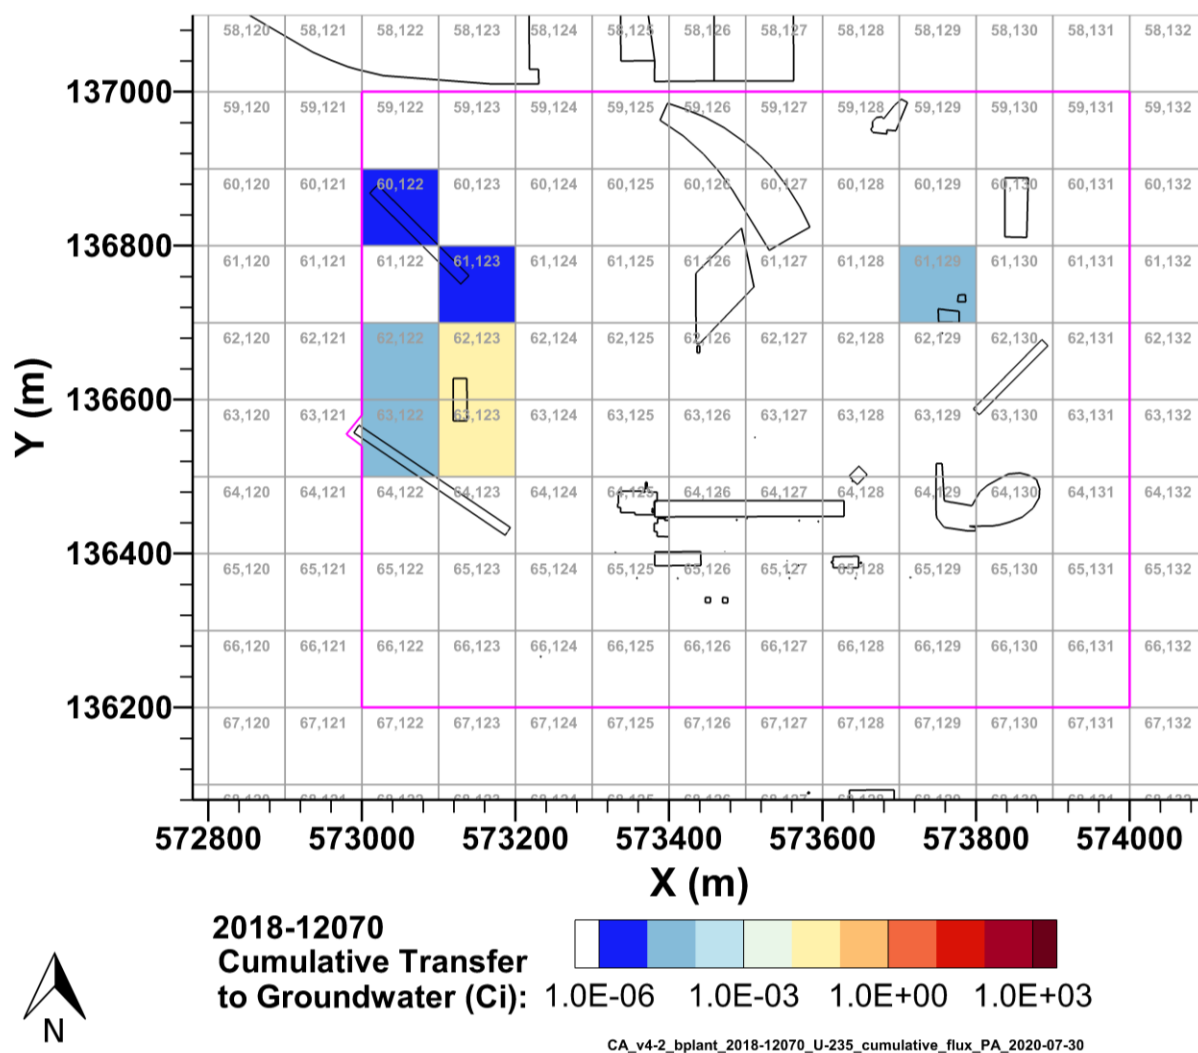 58,120 58,121 58,122 58,123 58,124 58,125 58,126 58,127 58,128 58,129 58,130 58,131 58,132
137000
59,120 59,121 59,122 59,123 59,124 59,125 59,126 59,127 59,128 59,129 59,130 59,131 59,132
60,120 60,121 60,122 60,123 60,124 60,125 60,126 60,127 60,128 60,129 60,130 60,131 60,132
136800
61,120 61,121 61,122 61,123 61,124 61,125 61,126 61,127 61,128 61,129 61,130 61,131 61,132
62,120 62,121 62,122 62,123 62,124 62,125 62,126 62,127 62,128 62,129 62,130 62,131 62,132
136600
63,120 63,121 63,122 63,123 63,124 63,125 63,126 63,127 63,128 63,129 63,130 63,131 63,132
Y (m)
64,120 64,121 64,122 64,123 64,124 64,125 64,126 64,127 64,128 64,129 64,130 64,131 64,132
136400
65,120 65,121 65,122 65,123 65,124 65,125 65,126 65,127 65,128 65,129 65,130 65,131 65,132
66,120 66,121 66,122 66,123 66,124 66,125 66,126 66,127 66,128 66,129 66,130 66,131 66,132
136200
67,120 67,121 67,122 67,123 67,124 67,125 67,126 67,127 67,128 67,129 67,130 67,131 67,132
572800 573000 573200 573400 573600 573800 574000
X (m)
2018-12070
Cumulative Transfer
to Groundwater (Ci):
1.0E-06 1.0E-03 1.0E+00 1.0E+03
N
CA_v4-2_bplant_2018-12070_U-235_cumulative_flux_PA_2020-07-30